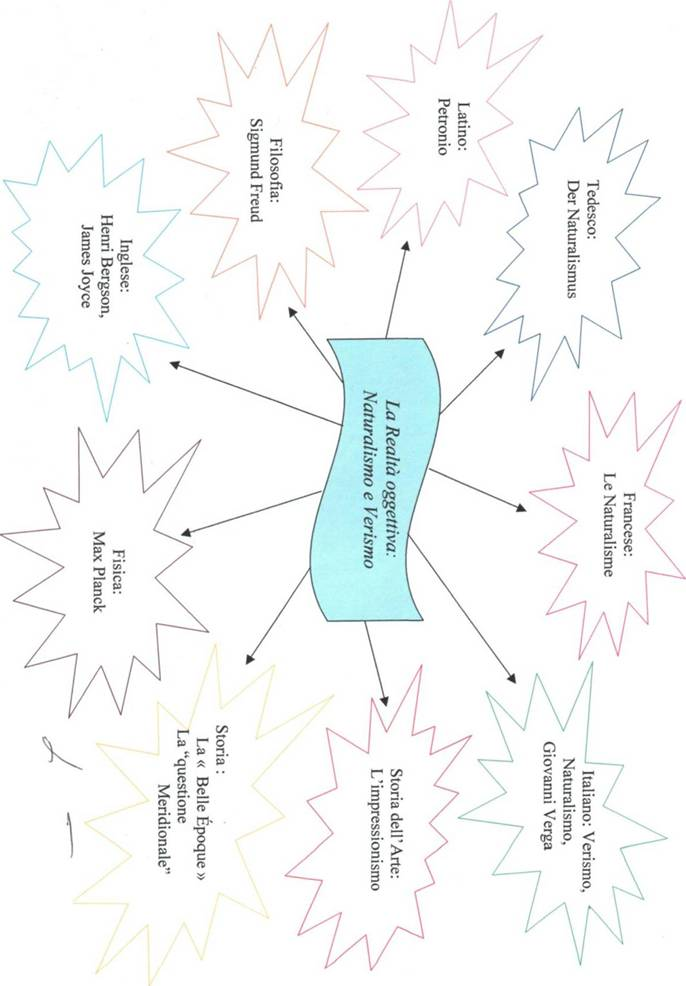 Tedesco:
Der Naturalismus
Francese:
Le Naturalisme
Italiano: Verismo,
Naturalismo,
Giovanni Verga
Latino:
Petronio
La Realtà oggettiva:
Naturalismo e Verismo
Storia dell'Arte:
L'impressionismo
Filosofia:
Sigmund Freud
Storia :
La « Belle Époque »
La "questione
Meridionale"
Inglese:
Henri Bergson,
James Joyce
Fisica:
Max Planck